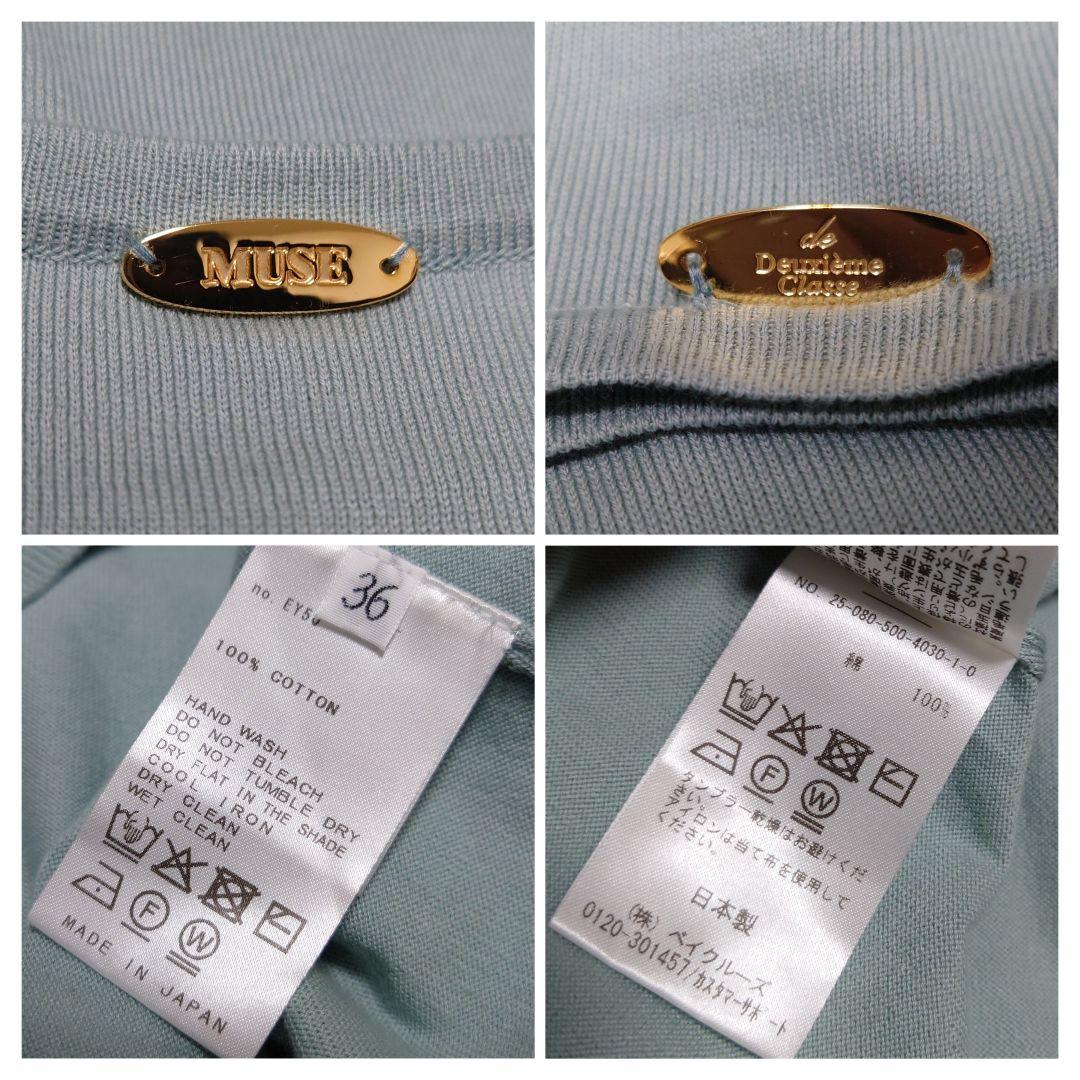 MUSE
de
Deuxième
Classe
36
no. EY50
100% COTTON
HAND WASH
DO NOT BLEACH
DO NOT TUMBLE DRY
DRY FLAT IN THE SHADE
COOL IRON
DRY CLEAN
WET CLEAN
F
W
MADE IN JAPAN
NO. 25-080-500-4030-1-0
綿 100%
F
W
タンブラー乾燥はお避けくだ
さい。
アイロンは当て布を使用して
ください。
日本製
(株)ベイクルーズ
0120-301457/カスタマーサポート